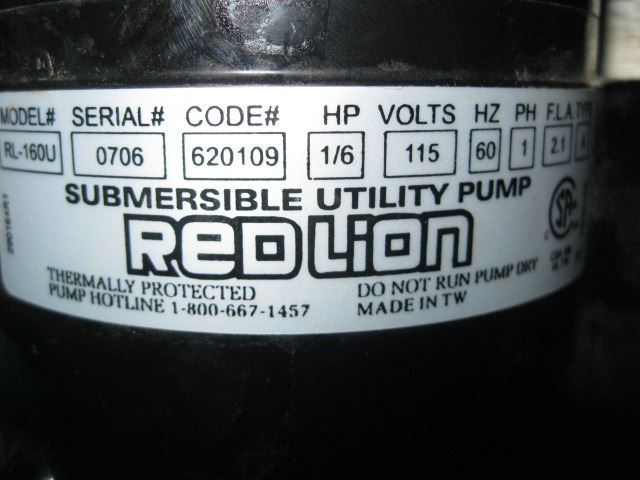 MODEL# SERIAL# CODE# HP VOLTS HZ PH F.L.A. TYPE
RL-160U 0706 620109 1/6 115 60 1 2.1
SUBMERSIBLE UTILITY PUMP
RED LION
THERMALLY PROTECTED DO NOT RUN PUMP DRY
PUMP HOTLINE 1-800-667-1457 MADE IN TW